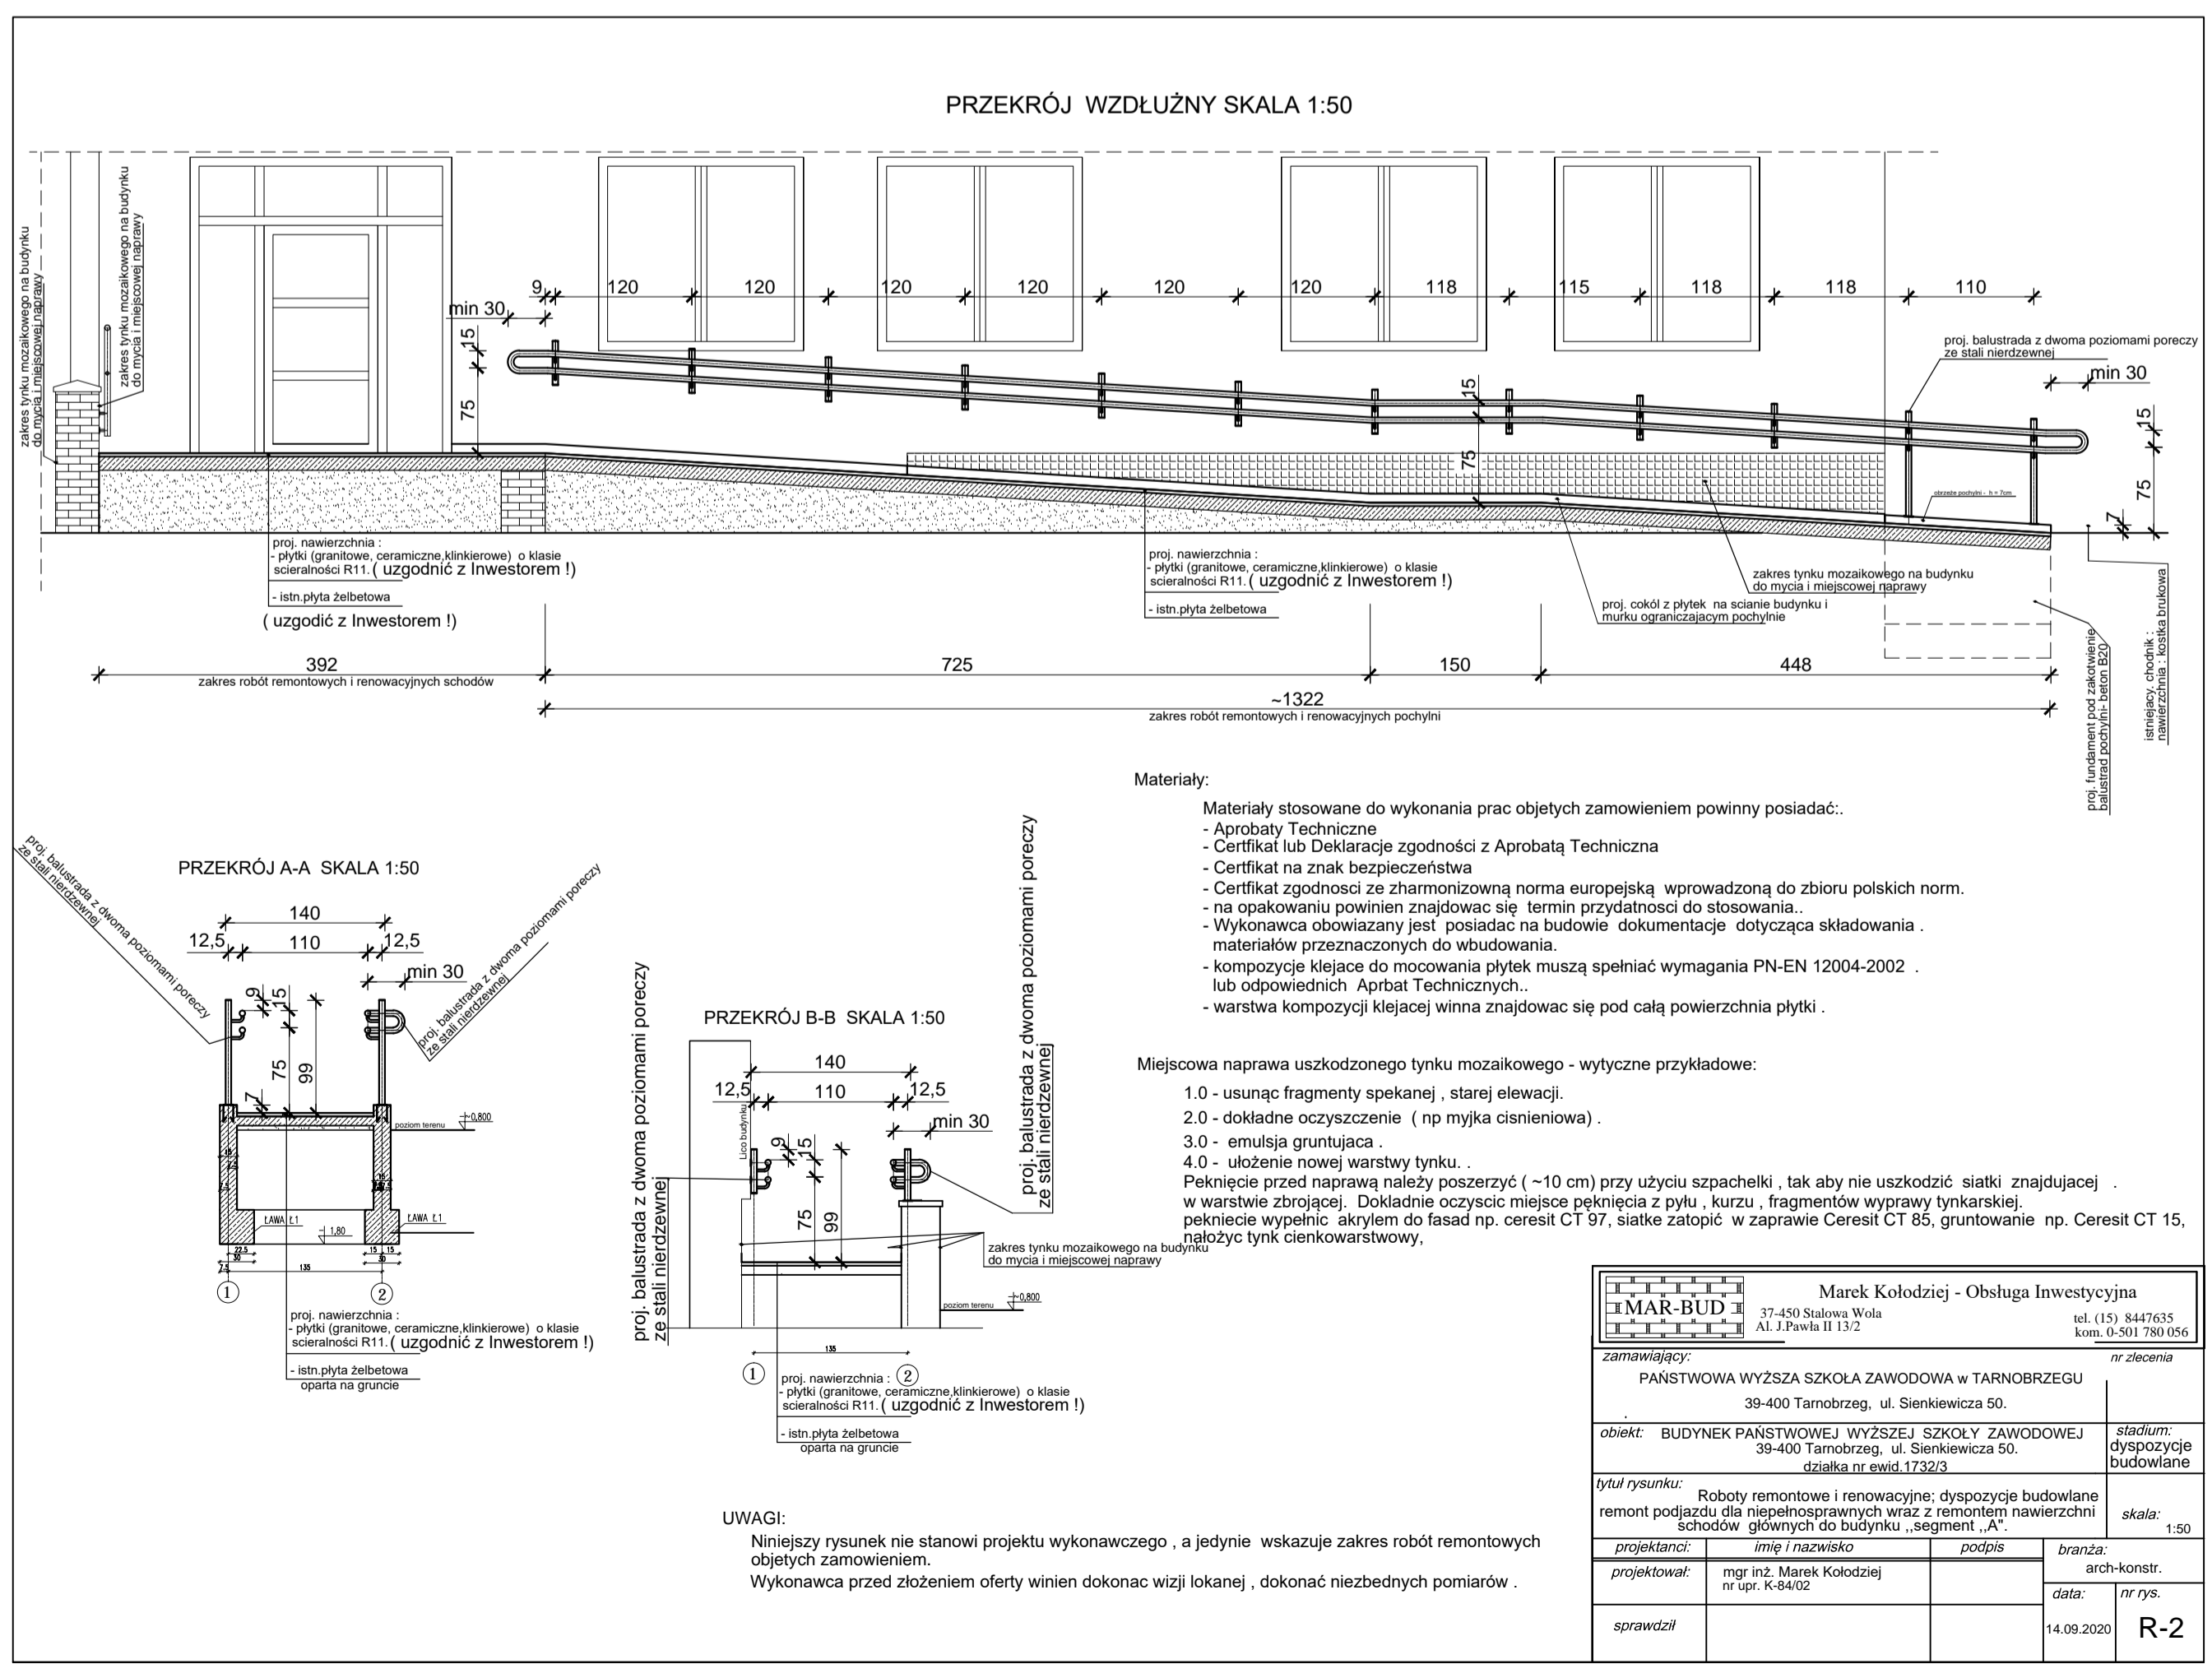 PRZEKRÓJ WZDŁUŻNY SKALA 1:50
zakres tynku mozaikowego na budynku
do mycia i miejscowej naprawy
zakres tynku mozaikowego na budynku
do mycia i miejscowej naprawy
9
120
120
120
120
120
120
118
115
118
118
110
min 30
15
75
15
75
proj. balustrada z dwoma poziomami poreczy
ze stali nierdzewnej
min 30
15
75
7
obrzeże pochylni - h = 7cm
proj. nawierzchnia :
- płytki (granitowe, ceramiczne,klinkierowe) o klasie
scieralności R11. ( uzgodnić z Inwestorem !)
- istn.płyta żelbetowa
( uzgodić z Inwestorem !)
proj. nawierzchnia :
- płytki (granitowe, ceramiczne,klinkierowe) o klasie
scieralności R11. ( uzgodnić z Inwestorem !)
- istn.płyta żelbetowa
zakres tynku mozaikowego na budynku
do mycia i miejscowej naprawy
proj. cokól z płytek na scianie budynku i
murku ograniczajacym pochylnie
proj. fundament pod zakotwienie
balustrad pochylni- beton B20
istniejacy. chodnik :
nawierzchnia : kostka brukowa
392
zakres robót remontowych i renowacyjnych schodów
725
150
448
~1322
zakres robót remontowych i renowacyjnych pochylni
Materiały:
Materiały stosowane do wykonania prac objetych zamowieniem powinny posiadać:.
- Aprobaty Techniczne
- Certfikat lub Deklaracje zgodności z Aprobatą Techniczna
- Certfikat na znak bezpieczeństwa
- Certfikat zgodnosci ze zharmonizowną norma europejską wprowadzoną do zbioru polskich norm.
- na opakowaniu powinien znajdowac się termin przydatnosci do stosowania..
- Wykonawca obowiazany jest posiadac na budowie dokumentacje dotycząca składowania .
materiałów przeznaczonych do wbudowania.
- kompozycje klejace do mocowania płytek muszą spełniać wymagania PN-EN 12004-2002 .
lub odpowiednich Aprbat Technicznych..
- warstwa kompozycji klejacej winna znajdowac się pod całą powierzchnia płytki .
Miejscowa naprawa uszkodzonego tynku mozaikowego - wytyczne przykładowe:
1.0 - usunąc fragmenty spekanej , starej elewacji.
2.0 - dokładne oczyszczenie ( np myjka cisnieniowa) .
3.0 - emulsja gruntujaca .
4.0 - ułożenie nowej warstwy tynku. .
Peknięcie przed naprawą należy poszerzyć ( ~10 cm) przy użyciu szpachelki , tak aby nie uszkodzić siatki znajdujacej .
w warstwie zbrojącej. Dokladnie oczyscic miejsce pęknięcia z pyłu , kurzu , fragmentów wyprawy tynkarskiej.
pekniecie wypełnic akrylem do fasad np. ceresit CT 97, siatke zatopić w zaprawie Ceresit CT 85, gruntowanie np. Ceresit CT 15,
nałożyc tynk cienkowarstwowy,
PRZEKRÓJ A-A SKALA 1:50
proj. balustrada z dwoma poziomami poreczy
ze stali nierdzewnej
proj. balustrada z dwoma poziomami poreczy
ze stali nierdzewnej
140
12,5
110
12,5
min 30
9
15
75
99
7
poziom terenu
+-0,800
ŁAWA Ł1
1,80
ŁAWA Ł1
22.5
30
7.5
15
15
30
135
1
2
proj. nawierzchnia :
- płytki (granitowe, ceramiczne,klinkierowe) o klasie
scieralności R11. ( uzgodnić z Inwestorem !)
- istn.płyta żelbetowa
oparta na gruncie
PRZEKRÓJ B-B SKALA 1:50
proj. balustrada z dwoma poziomami poreczy
ze stali nierdzewnej
proj. balustrada z dwoma poziomami poreczy
ze stali nierdzewnej
140
12,5
110
12,5
min 30
Lico budynku
9
15
75
99
zakres tynku mozaikowego na budynku
do mycia i miejscowej naprawy
poziom terenu
+-0,800
135
1
2
proj. nawierzchnia :
- płytki (granitowe, ceramiczne,klinkierowe) o klasie
scieralności R11. ( uzgodnić z Inwestorem !)
- istn.płyta żelbetowa
oparta na gruncie
UWAGI:
Niniejszy rysunek nie stanowi projektu wykonawczego , a jedynie wskazuje zakres robót remontowych
objetych zamowieniem.
Wykonawca przed złożeniem oferty winien dokonac wizji lokanej , dokonać niezbednych pomiarów .
MAR-BUD
Marek Kołodziej - Obsługa Inwestycyjna
37-450 Stalowa Wola
Al. J.Pawła II 13/2
tel. (15) 8447635
kom. 0-501 780 056
zamawiający:
nr zlecenia
PAŃSTWOWA WYŻSZA SZKOŁA ZAWODOWA w TARNOBRZEGU
39-400 Tarnobrzeg, ul. Sienkiewicza 50.
obiekt: BUDYNEK PAŃSTWOWEJ WYŻSZEJ SZKOŁY ZAWODOWEJ
39-400 Tarnobrzeg, ul. Sienkiewicza 50.
działka nr ewid.1732/3
stadium:
dyspozycje
budowlane
tytuł rysunku:
Roboty remontowe i renowacyjne; dyspozycje budowlane
remont podjazdu dla niepełnosprawnych wraz z remontem nawierzchni
schodów głównych do budynku ,,segment ,,A".
skala:
1:50
projektanci:
imię i nazwisko
podpis
branża:
arch-konstr.
projektował:
mgr inż. Marek Kołodziej
nr upr. K-84/02
data:
nr rys.
sprawdził
14.09.2020
R-2